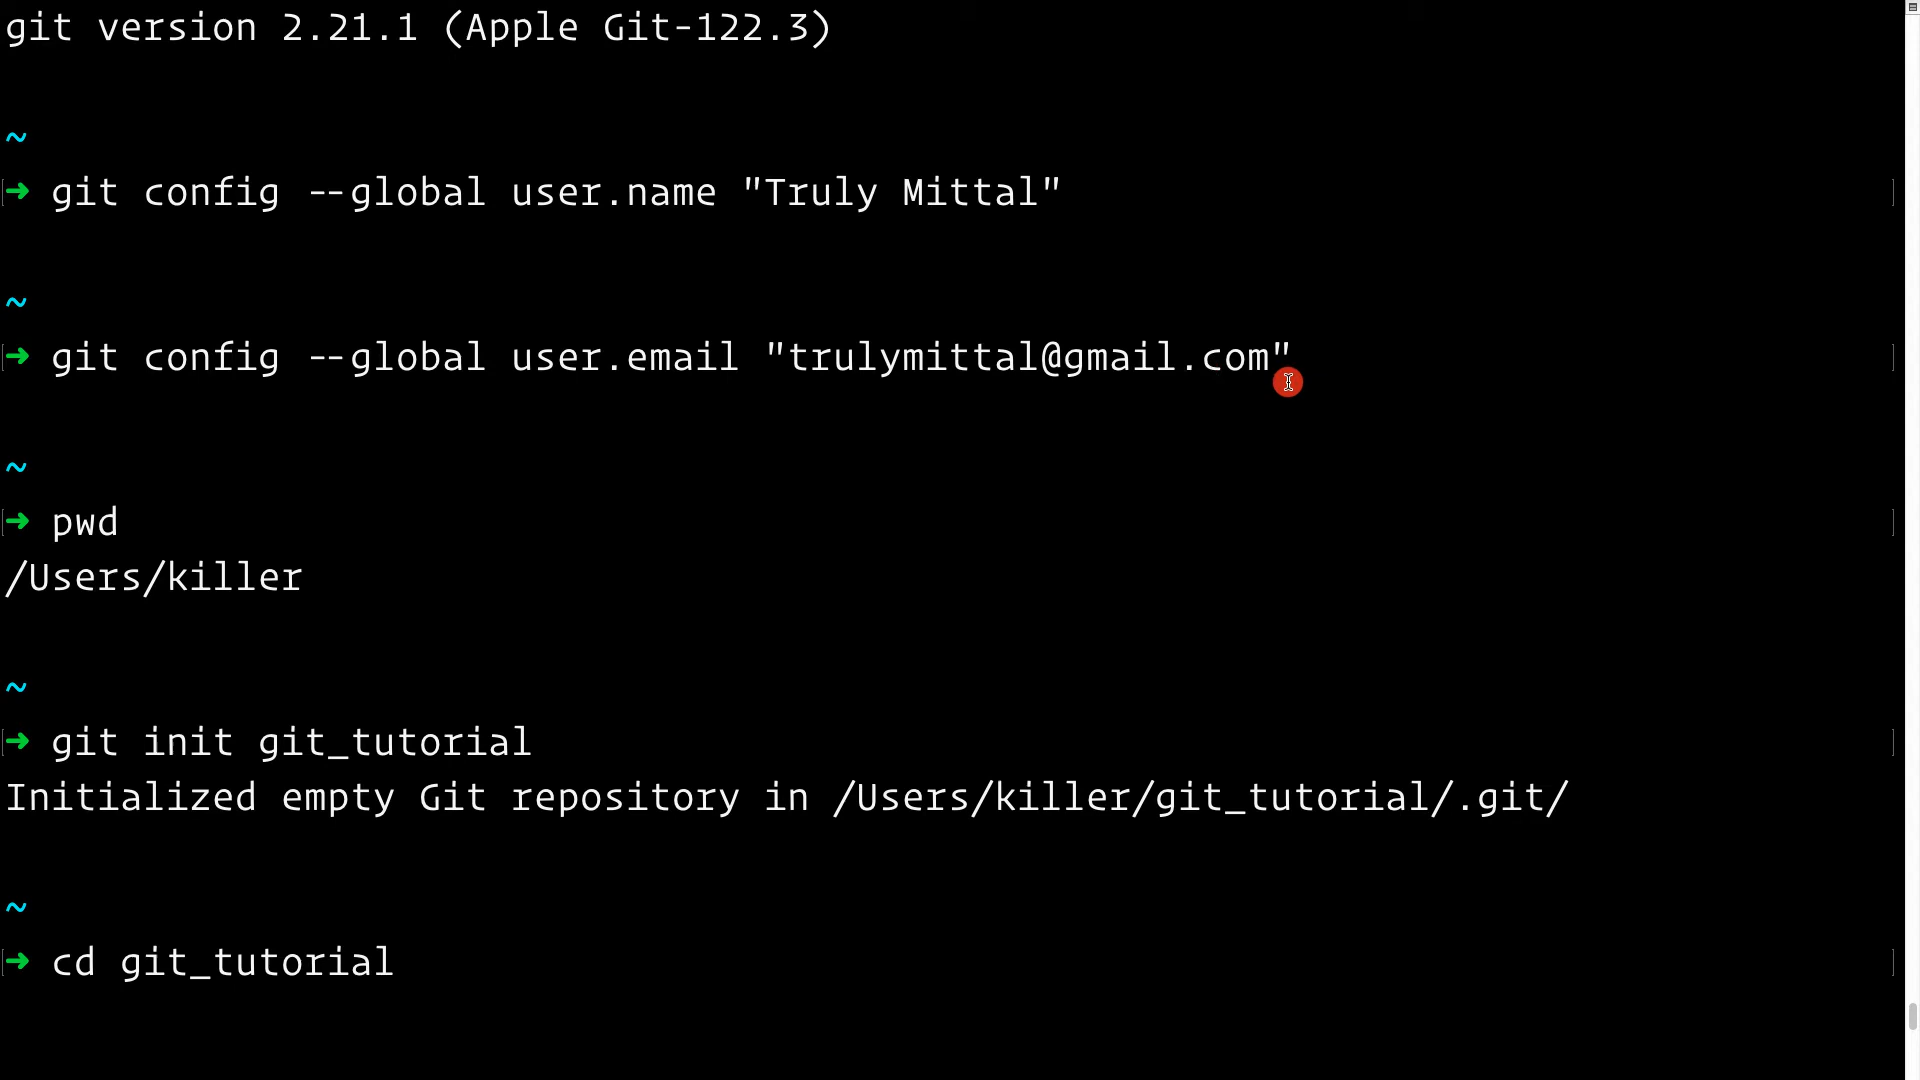 git version 2.21.1 (Apple Git-122.3)
~
➜ git config --global user.name "Truly Mittal"
~
➜ git config --global user.email "trulymittal@gmail.com"
~
➜ pwd
/Users/killer
~
➜ git init git_tutorial
Initialized empty Git repository in /Users/killer/git_tutorial/.git/
~
➜ cd git_tutorial